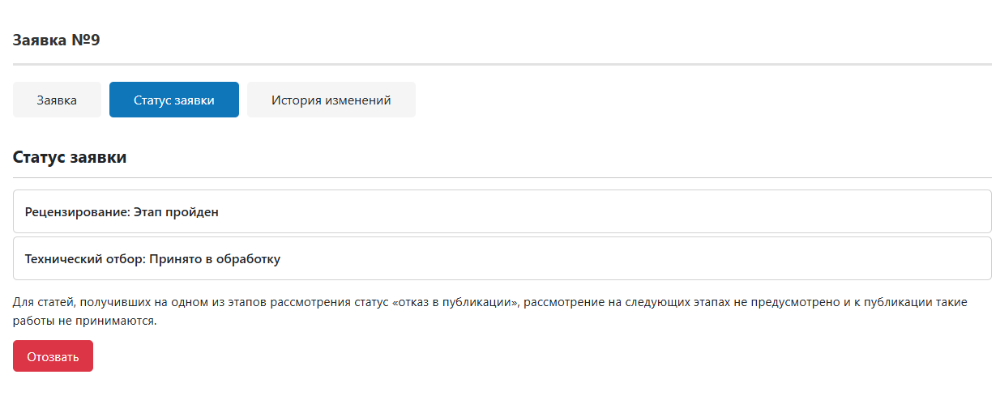 Заявка №9
Заявка
Статус заявки
История изменений
Статус заявки
Рецензирование: Этап пройден
Технический отбор: Принято в обработку
Для статей, получивших на одном из этапов рассмотрения статус «отказ в публикации», рассмотрение на следующих этапах не предусмотрено и к публикации такие
работы не принимаются.
Отозвать